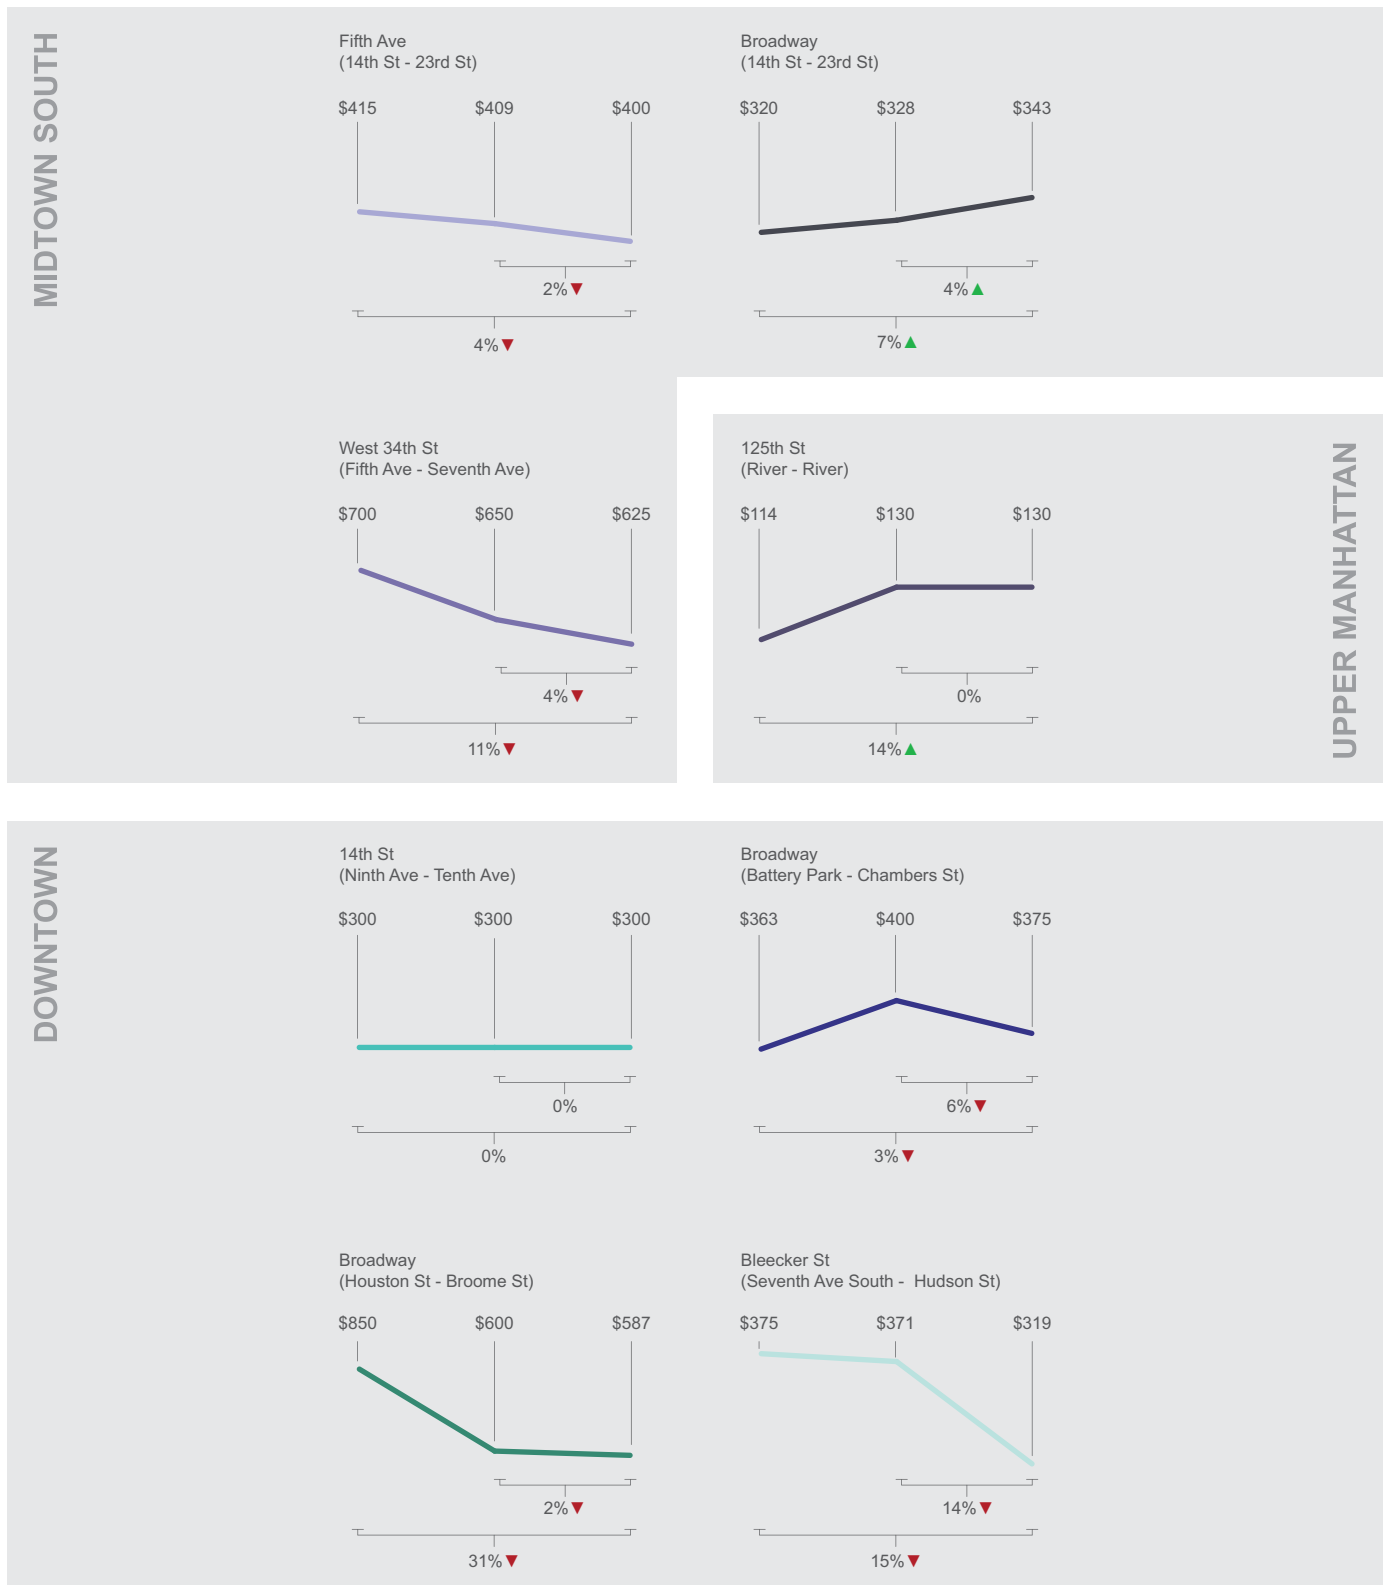 MIDTOWN SOUTH
Fifth Ave
(14th St - 23rd St)
$415 $409 $400
2%▼
4%▼
Broadway
(14th St - 23rd St)
$320 $328 $343
4%▲
7%▲
West 34th St
(Fifth Ave - Seventh Ave)
$700 $650 $625
4%▼
11%▼
UPPER MANHATTAN
125th St
(River - River)
$114 $130 $130
0%
14%▲
DOWNTOWN
14th St
(Ninth Ave - Tenth Ave)
$300 $300 $300
0%
0%
Broadway
(Battery Park - Chambers St)
$363 $400 $375
6%▼
3%▼
Broadway
(Houston St - Broome St)
$850 $600 $587
2%▼
31%▼
Bleecker St
(Seventh Ave South -  Hudson St)
$375 $371 $319
14%▼
15%▼